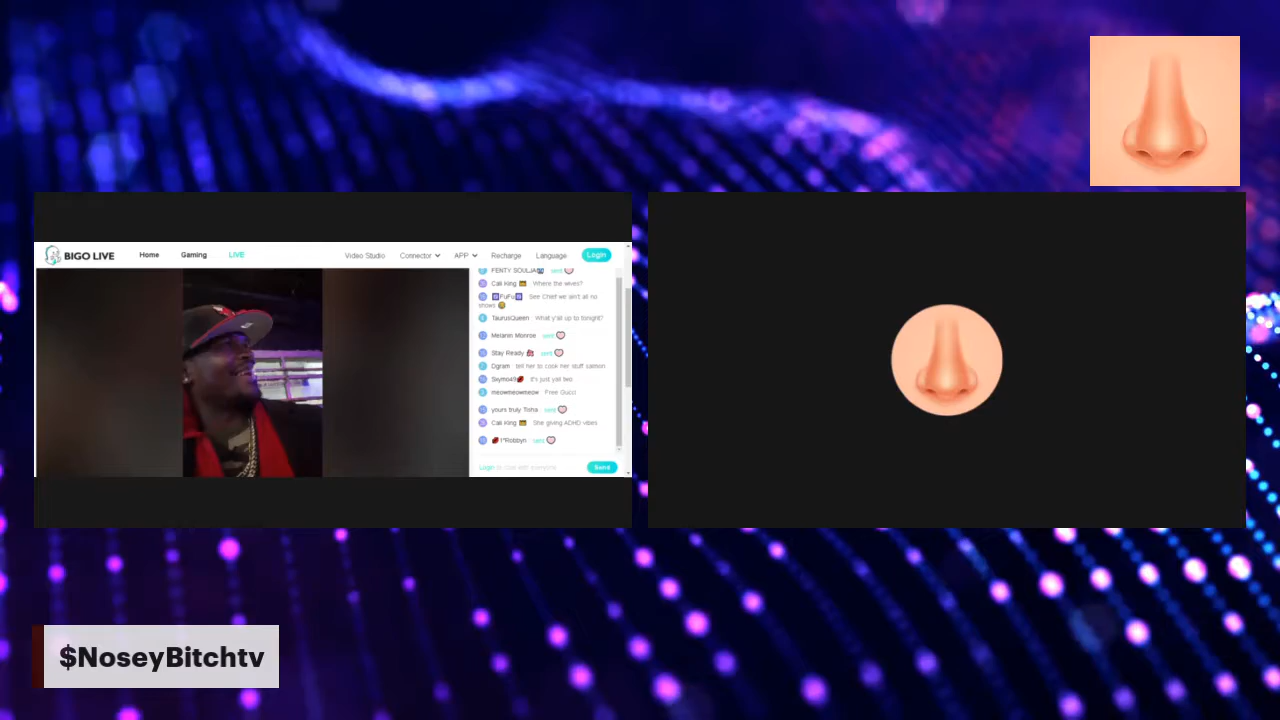 BIGO LIVE Home Gaming LIVE Video Studio Connector APP Recharge Language Login
FENTY SOULJA sent
Cali King Where the wives?
FuFu See Chief we ain't all no
shows
TaurusQueen What y'all up to tonight?
Melanin Monroe sent
Stay Ready sent
Dgram tell her to cook her stuff salmon
Skymo49 It's just yall two
meowmeowmeow Free Gucci
yours truly Tisha sent
Cali King She giving ADHD vibes
1*Robbyn sent
Login to chat with everyone Send
$NoseyBitchtv